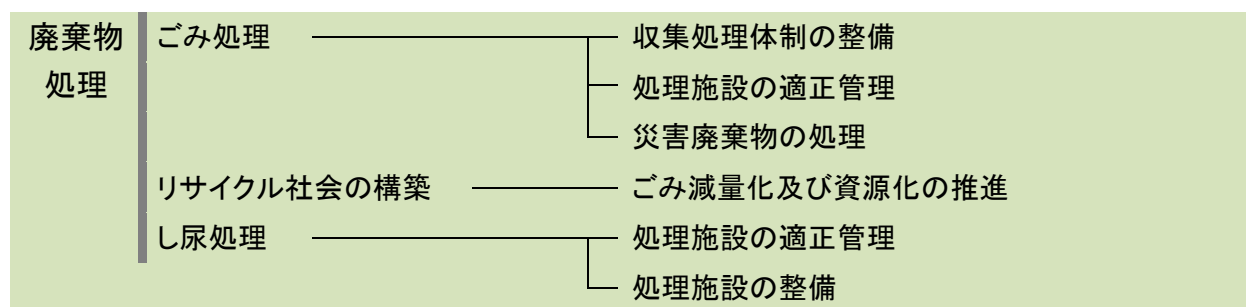 廃棄物
処理
ごみ処理
収集処理体制の整備
処理施設の適正管理
災害廃棄物の処理
リサイクル社会の構築
ごみ減量化及び資源化の推進
し尿処理
処理施設の適正管理
処理施設の整備